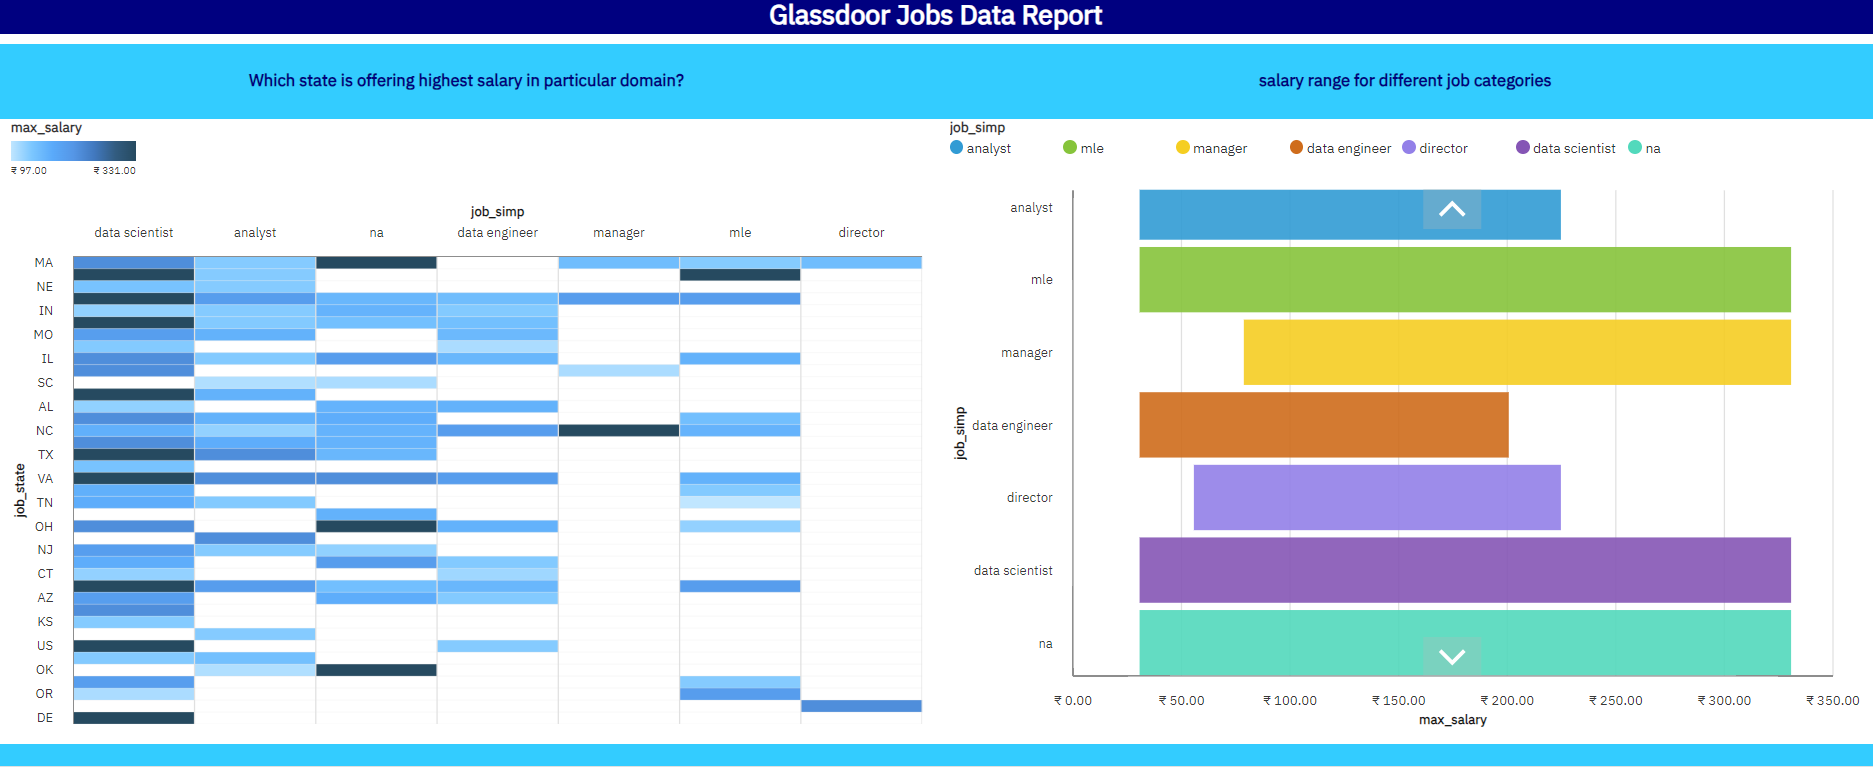 Glassdoor Jobs Data Report
Which state is offering highest salary in particular domain?
salary range for different job categories
max_salary
₹ 97.00 ₹ 331.00
job_simp
data scientist analyst na data engineer manager mle director
MA
NE
IN
MO
IL
SC
AL
NC
TX
VA
TN
OH
NJ
CT
AZ
KS
US
OK
OR
DE
job_state
job_simp
analyst mle manager data engineer director data scientist na
analyst
mle
manager
data engineer
director
data scientist
na
job_simp
₹ 0.00 ₹ 50.00 ₹ 100.00 ₹ 150.00 ₹ 200.00 ₹ 250.00 ₹ 300.00 ₹ 350.00
max_salary